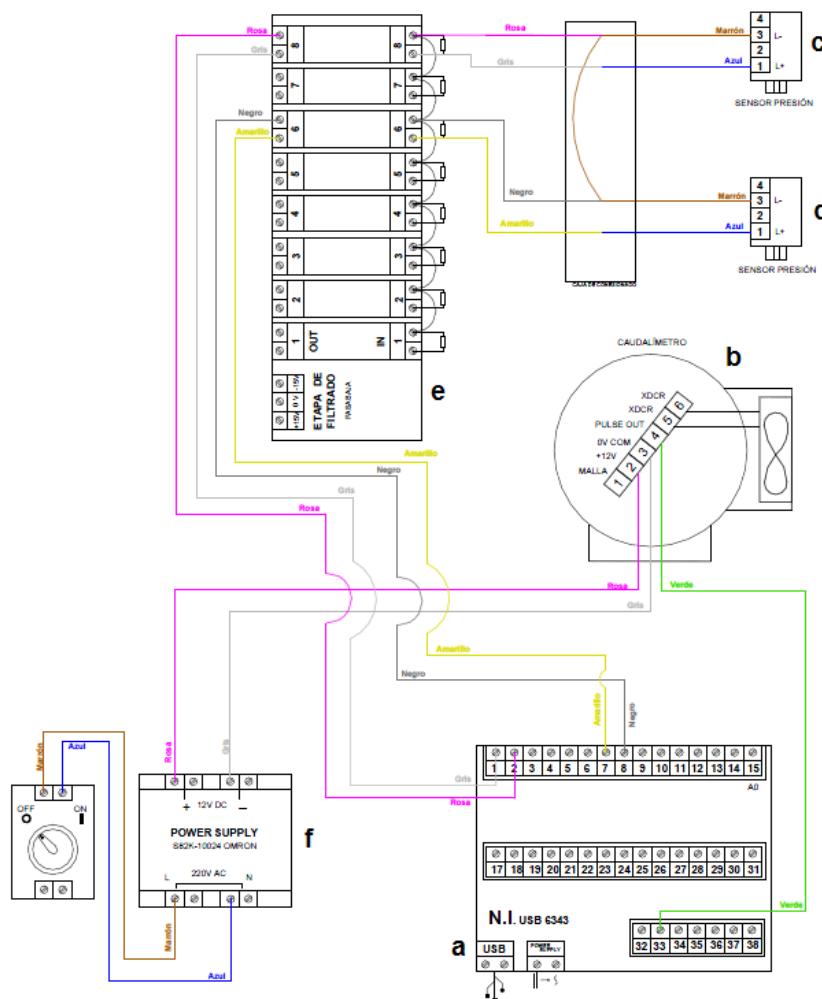 Rosa
Gris
Negro
Amarillo
8
7
6
5
4
3
2
1
OUT
8
7
6
5
4
3
2
1
IN
+15V 0 V -15V
ETAPA DE
FILTRADO
PASABAJA
e
Rosa
Gris
Negro
Amarillo
Marrón
Azul
4
3 L-
2
1 L+
SENSOR PRESIÓN
c
Marrón
Azul
4
3 L-
2
1 L+
SENSOR PRESIÓN
CAUDALÍMETRO
b
XDCR
XDCR
PULSE OUT
0V COM
+12V
MALLA
1 2 3 4 5 6
Amarillo
Negro
Gris
Rosa
Rosa
Verde
Gris
Amarillo
Negro
Amarillo
Negro
Marrón
Azul
Rosa
Gris
OFF
ON
+ 12V DC -
POWER SUPPLY
S82K-10024 OMRON
L 220V AC N
f
Marrón
Azul
Gris
Rosa
1 2 3 4 5 6 7 8 9 10 11 12 13 14 15
A0
17 18 19 20 21 22 23 24 25 26 27 28 29 30 31
N.I. USB 6343
32 33 34 35 36 37 38
Verde
a
USB
POWER
SUPPLY